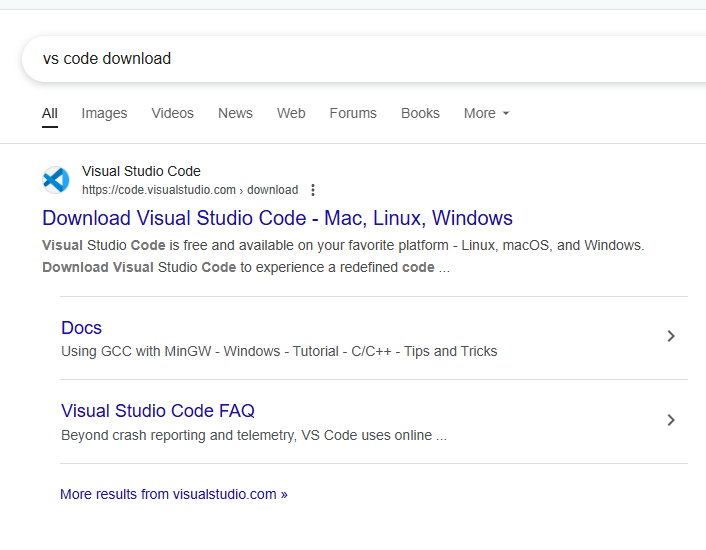 vs code download
All Images Videos News Web Forums Books More
Visual Studio Code
https://code.visualstudio.com › download
Download Visual Studio Code - Mac, Linux, Windows
Visual Studio Code is free and available on your favorite platform - Linux, macOS, and Windows.
Download Visual Studio Code to experience a redefined code ...
Docs
Using GCC with MinGW - Windows - Tutorial - C/C++ - Tips and Tricks
Visual Studio Code FAQ
Beyond crash reporting and telemetry, VS Code uses online ...
More results from visualstudio.com »